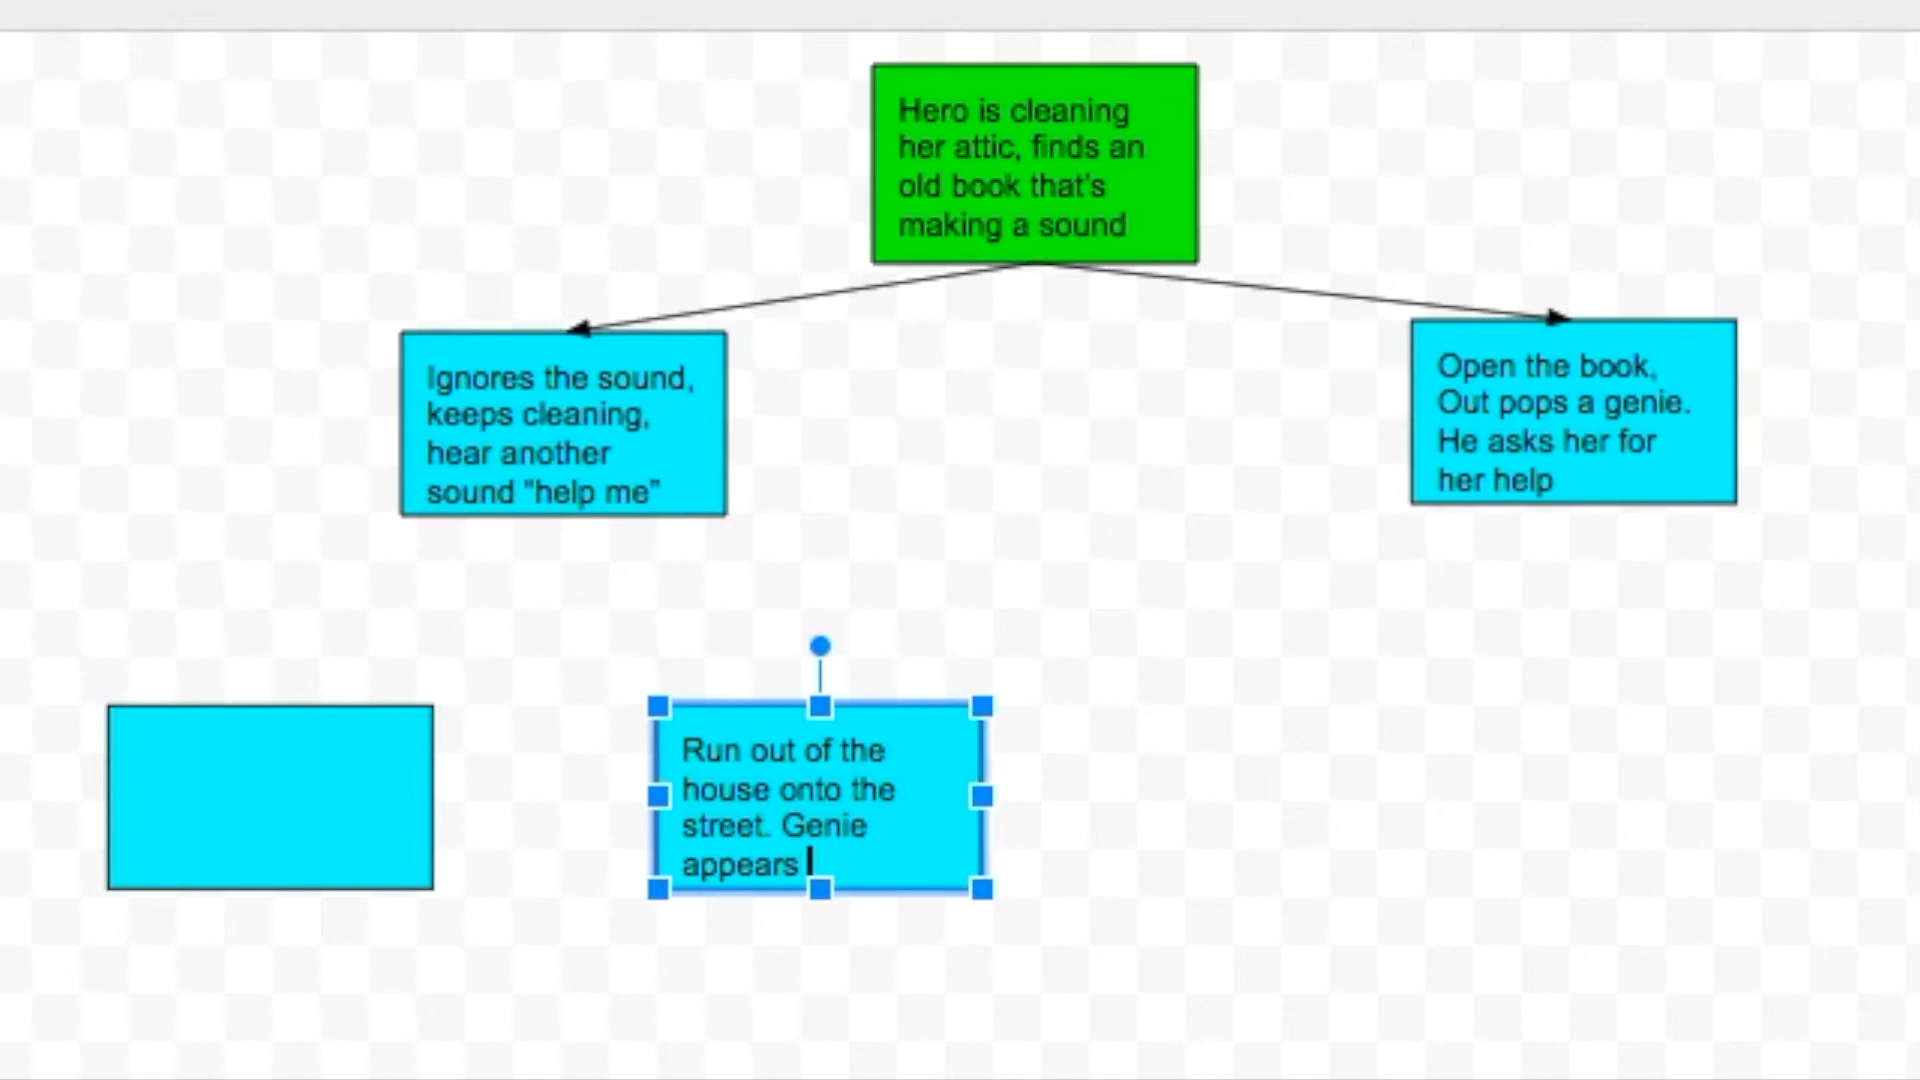 Hero is cleaning
her attic, finds an
old book that's
making a sound
Ignores the sound,
keeps cleaning,
hear another
sound "help me"
Open the book,
Out pops a genie.
He asks her for
her help
Run out of the
house onto the
street. Genie
appears